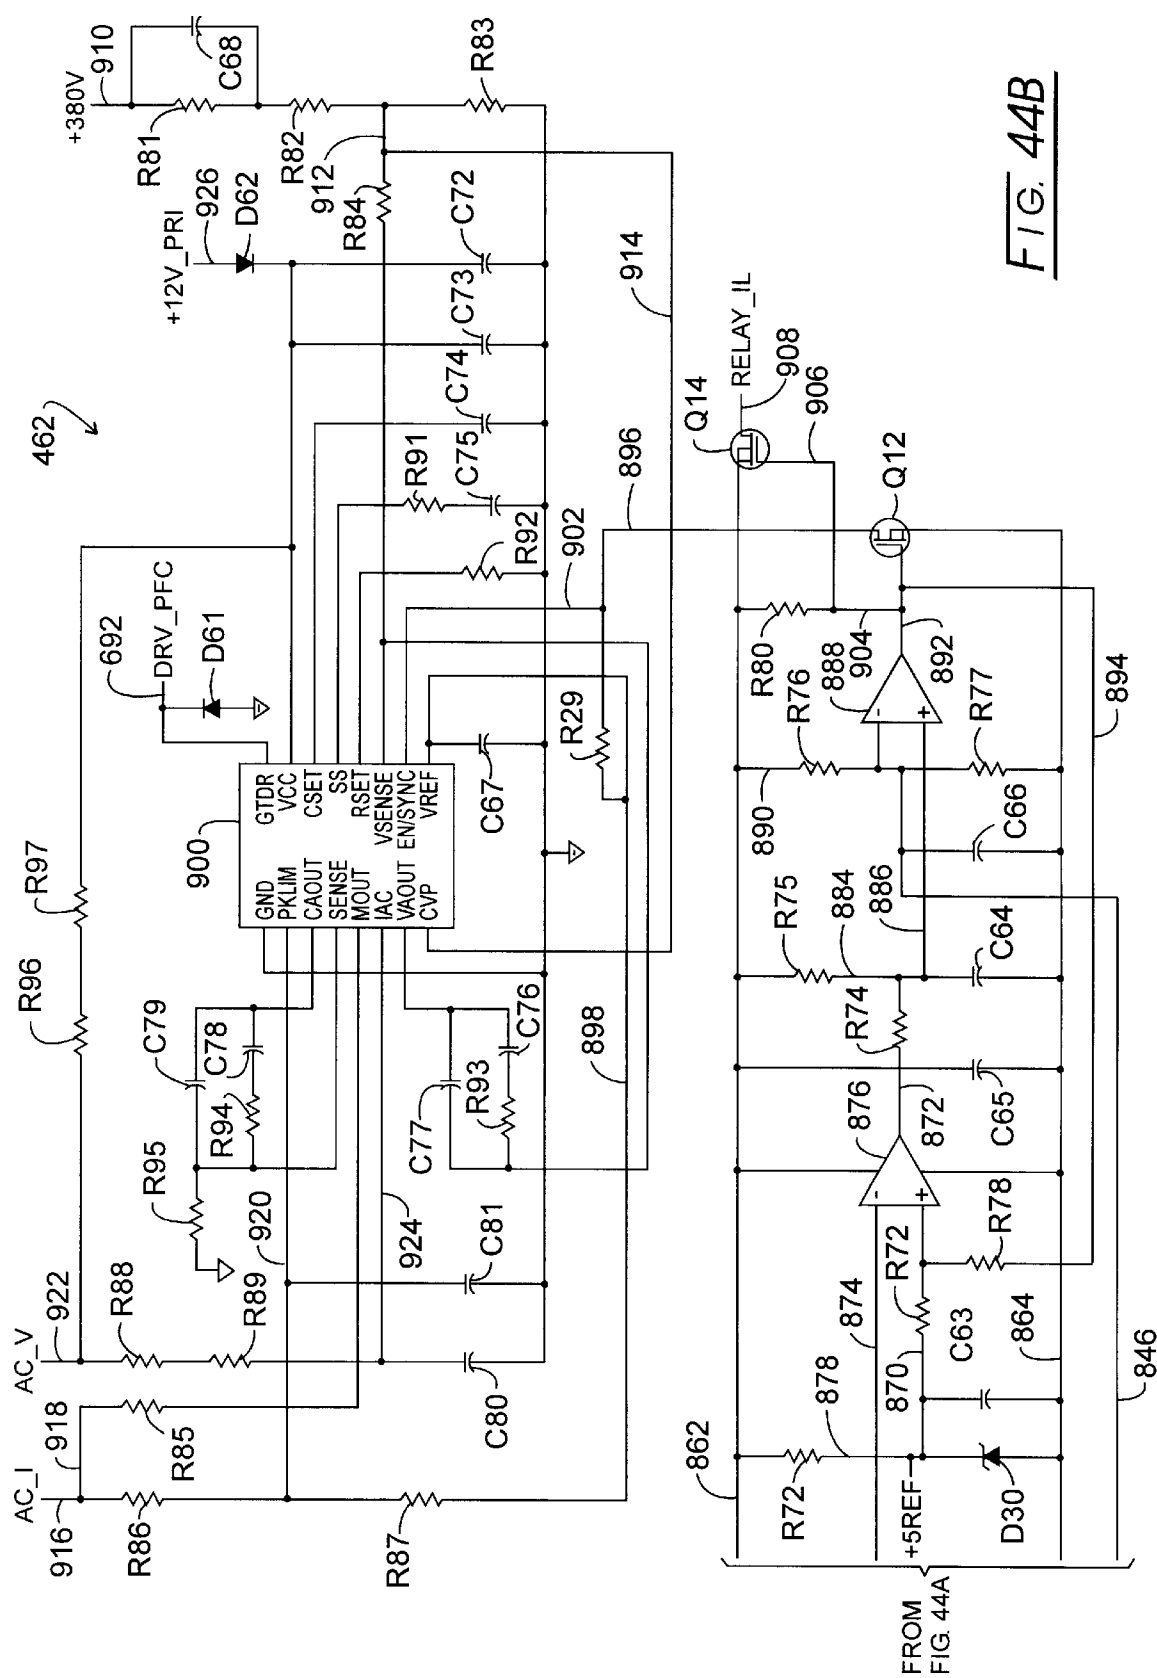 462
+380V
910
C68
R81
R82
R83
912
R84
+12V_PRI
926
D62
C72
C73
C74
C75
R91
R92
914
692
DRV_PFC
D61
902
896
R97
R96
900
GND
PKLIM
CAOUT
SENSE
MOUT
IAC
VAOUT
CVP
GTDR
VCC
CSET
SS
RSET
VSENSE
EN/SYNC
VREF
C67
R29
C79
C78
R94
R95
C77
R93
C76
898
920
924
C81
C80
AC_V
922
R88
R89
AC_I
916
918
R85
R86
R87
RELAY_IL
908
Q14
906
Q12
R80
904
892
888
R76
890
R77
894
C66
R75
884
886
C64
R74
C65
876
872
R78
R72
874
C63
870
864
878
862
R72
+5REF
D30
846
FROM
FIG. 44A
FIG. 44B